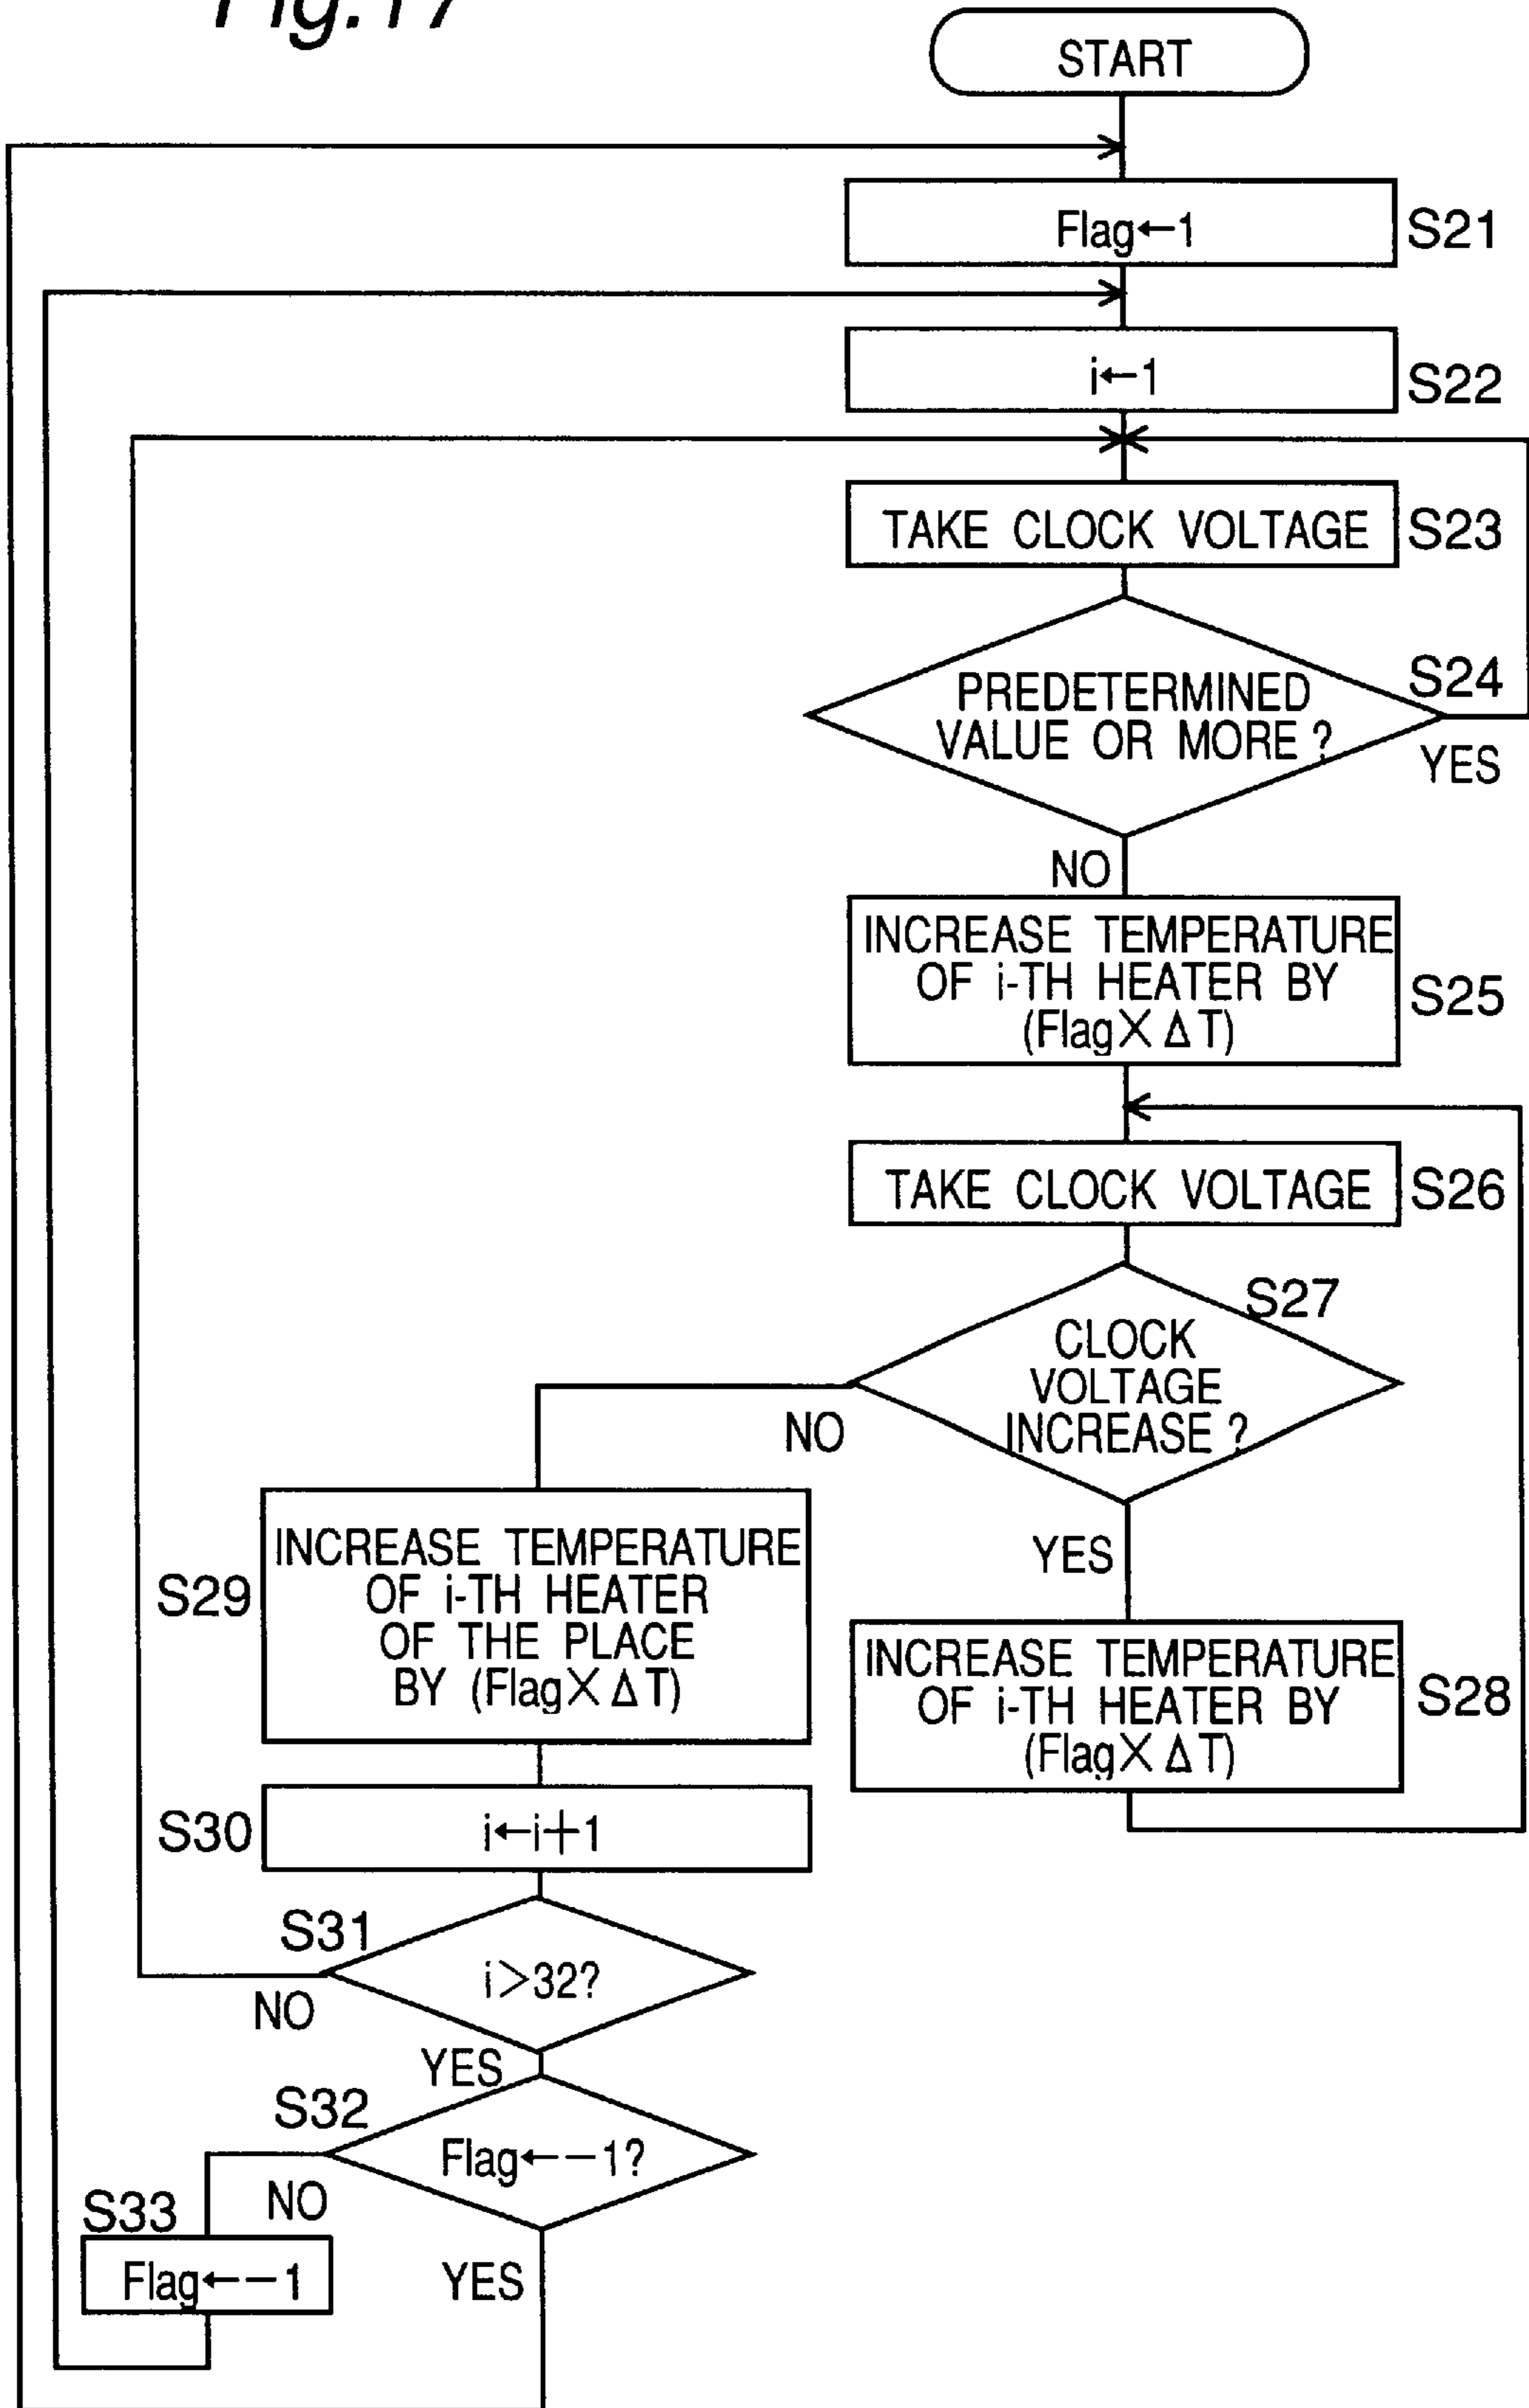 Fig.17
START
Flag←1
S21
i←1
S22
TAKE CLOCK VOLTAGE
S23
S24
PREDETERMINED
VALUE OR MORE ?
YES
NO
INCREASE TEMPERATURE
OF i-TH HEATER BY
(Flag×ΔT)
S25
TAKE CLOCK VOLTAGE
S26
S27
CLOCK
VOLTAGE
INCREASE ?
NO
YES
INCREASE TEMPERATURE
OF i-TH HEATER
OF THE PLACE
BY (Flag×ΔT)
S29
INCREASE TEMPERATURE
OF i-TH HEATER BY
(Flag×ΔT)
S28
S30
i←i+1
S31
i>32?
NO
YES
S32
Flag←−1?
NO
S33
Flag←−1
YES